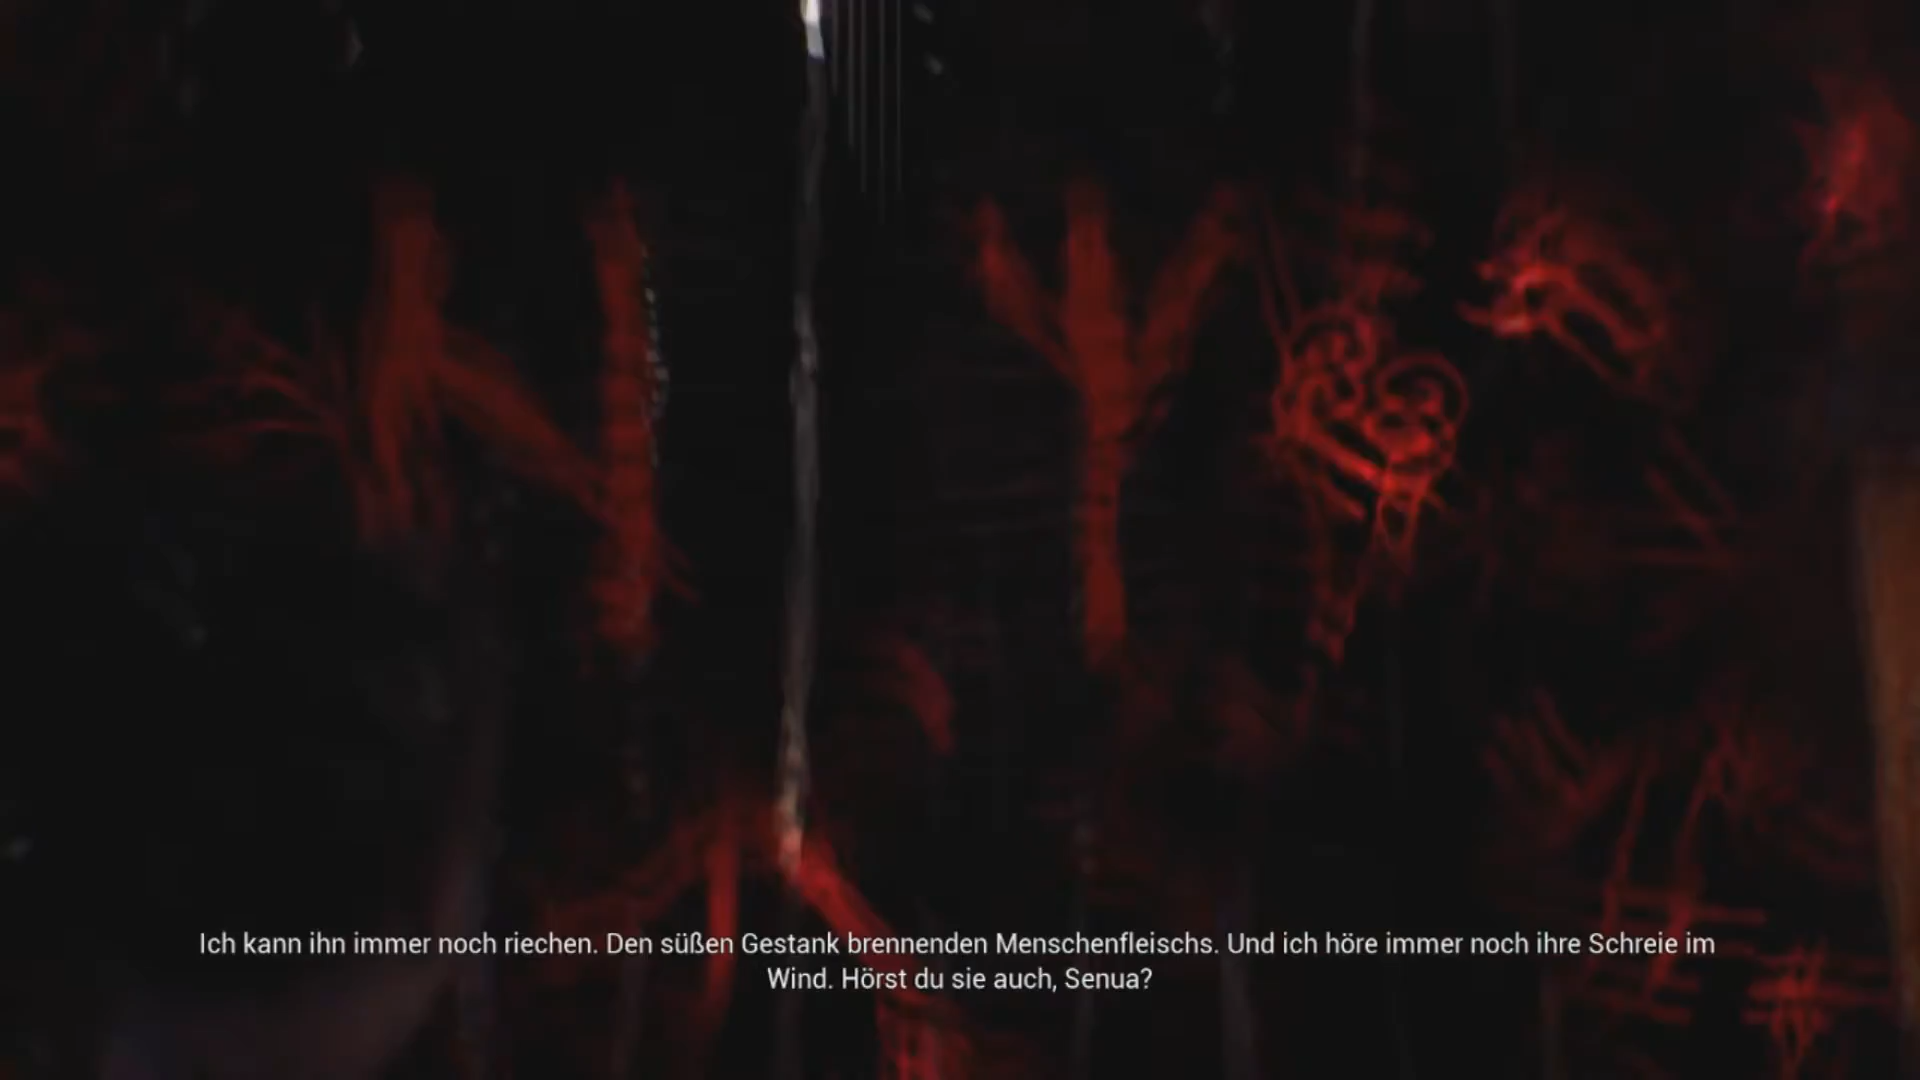 ᚺ ᛉ
Ich kann ihn immer noch riechen. Den süßen Gestank brennenden Menschenfleischs. Und ich höre immer noch ihre Schreie im
Wind. Hörst du sie auch, Senua?